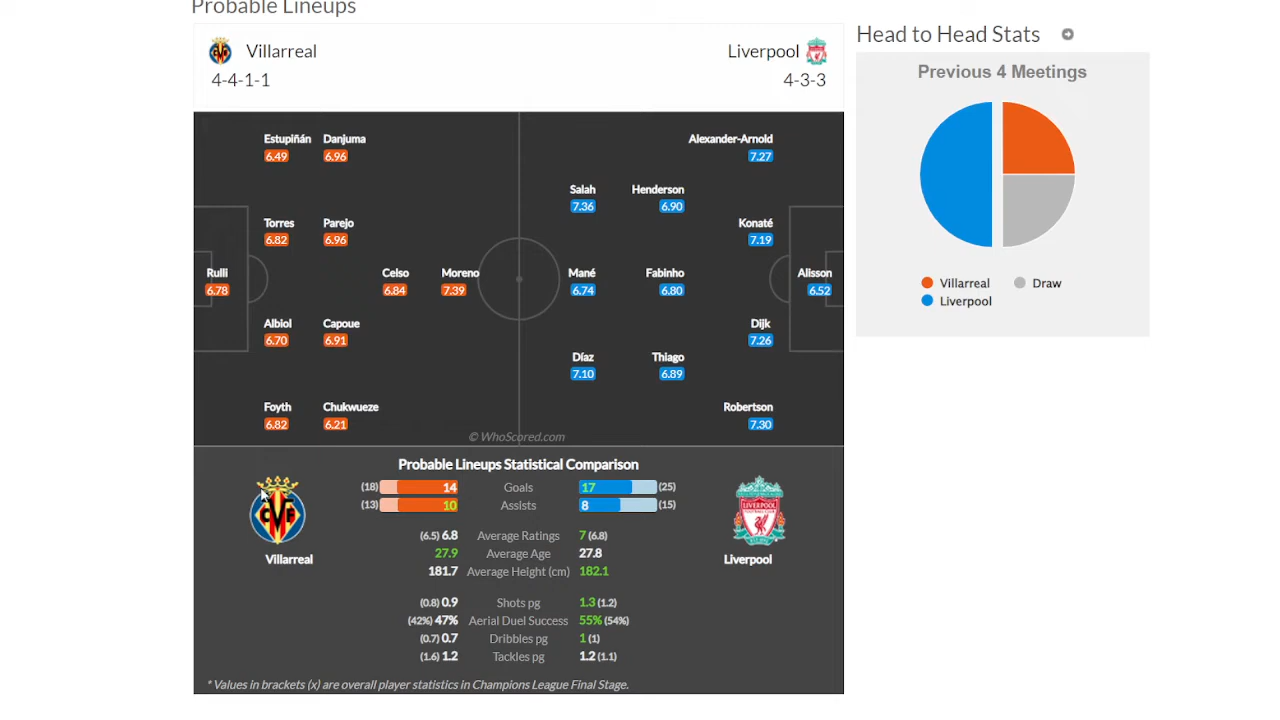 Probable Lineups
Villarreal
4-4-1-1
Liverpool
4-3-3
Head to Head Stats
Previous 4 Meetings
Villarreal
Draw
Liverpool
Estupiñán Danjuma
6.49 6.96
Alexander-Arnold
7.27
Salah Henderson
7.36 6.90
Torres Parejo
6.82 6.96
Konaté
7.19
Rulli
6.78
Celso Moreno
6.84 7.39
Mané Fabinho
6.74 6.80
Alisson
6.52
Albiol Capoue
6.70 6.91
Dijk
7.26
Díaz Thiago
7.10 6.89
Foyth Chukwueze
6.82 6.21
Robertson
7.30
© WhoScored.com
Probable Lineups Statistical Comparison
(18) 14 Goals 17 (25)
(13) 10 Assists 8 (15)
(6.5) 6.8 Average Ratings 7 (6.8)
27.9 Average Age 27.8
181.7 Average Height (cm) 182.1
(0.8) 0.9 Shots pg 1.3 (1.2)
(42%) 47% Aerial Duel Success 55% (54%)
(0.7) 0.7 Dribbles pg 1 (1)
(1.6) 1.2 Tackles pg 1.2 (1.1)
CVF
Villarreal
LIVERPOOL
Liverpool
* Values in brackets (x) are overall player statistics in Champions League Final Stage.